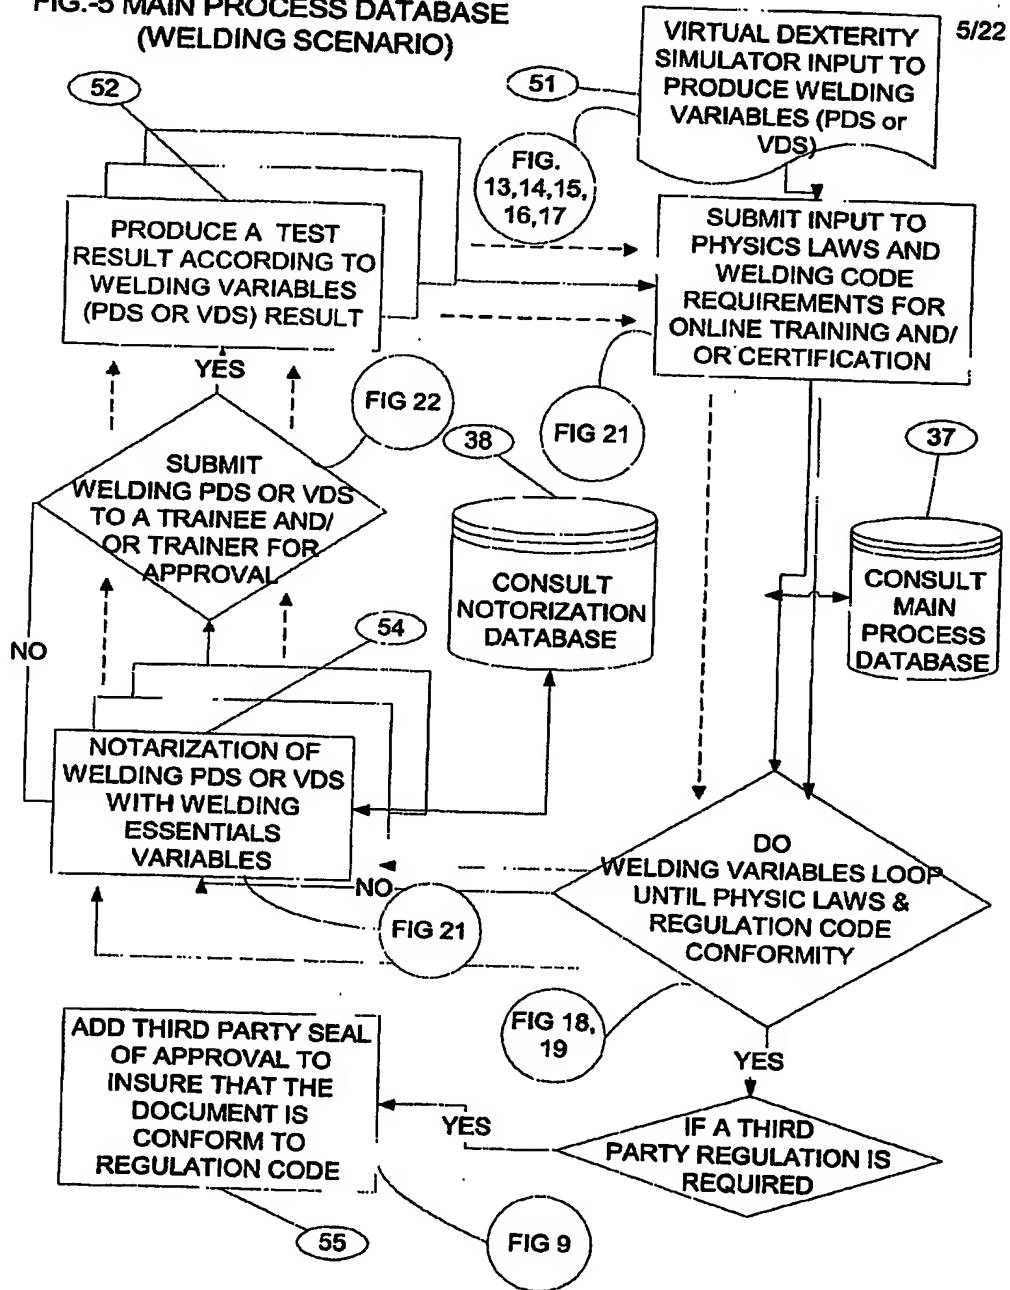 FIG.-5 MAIN PROCESS DATABASE
(WELDING SCENARIO)
5/22
VIRTUAL DEXTERITY
SIMULATOR INPUT TO
PRODUCE WELDING
VARIABLES (PDS or
VDS)
51
52
FIG.
13,14,15,
16,17
PRODUCE A TEST
RESULT ACCORDING TO
WELDING VARIABLES
(PDS OR VDS) RESULT
SUBMIT INPUT TO
PHYSICS LAWS AND
WELDING CODE
REQUIREMENTS FOR
ONLINE TRAINING AND/
OR CERTIFICATION
YES
FIG 22
FIG 21
38
37
SUBMIT
WELDING PDS OR VDS
TO A TRAINEE AND/
OR TRAINER FOR
APPROVAL
CONSULT
NOTORIZATION
DATABASE
CONSULT
MAIN
PROCESS
DATABASE
NO
54
NOTARIZATION OF
WELDING PDS OR VDS
WITH WELDING
ESSENTIALS
VARIABLES
DO
WELDING VARIABLES LOOP
UNTIL PHYSIC LAWS &
REGULATION CODE
CONFORMITY
NO
FIG 21
FIG 18,
19
YES
ADD THIRD PARTY SEAL
OF APPROVAL TO
INSURE THAT THE
DOCUMENT IS
CONFORM TO
REGULATION CODE
YES
IF A THIRD
PARTY REGULATION IS
REQUIRED
55
FIG 9